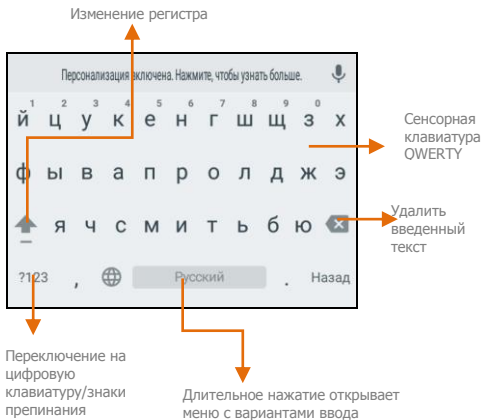 Изменение регистра
Персонализация включена. Нажмите, чтобы узнать больше.
1 2 3 4 5 6 7 8 9 0
й ц у к е н г ш щ з х
ф ы в а п р о л д ж э
я ч с м и т ь б ю
?123 , Русский . Назад
Сенсорная
клавиатура
QWERTY
Удалить
введенный
текст
Переключение на
цифровую
клавиатуру/знаки
препинания
Длительное нажатие открывает
меню с вариантами ввода